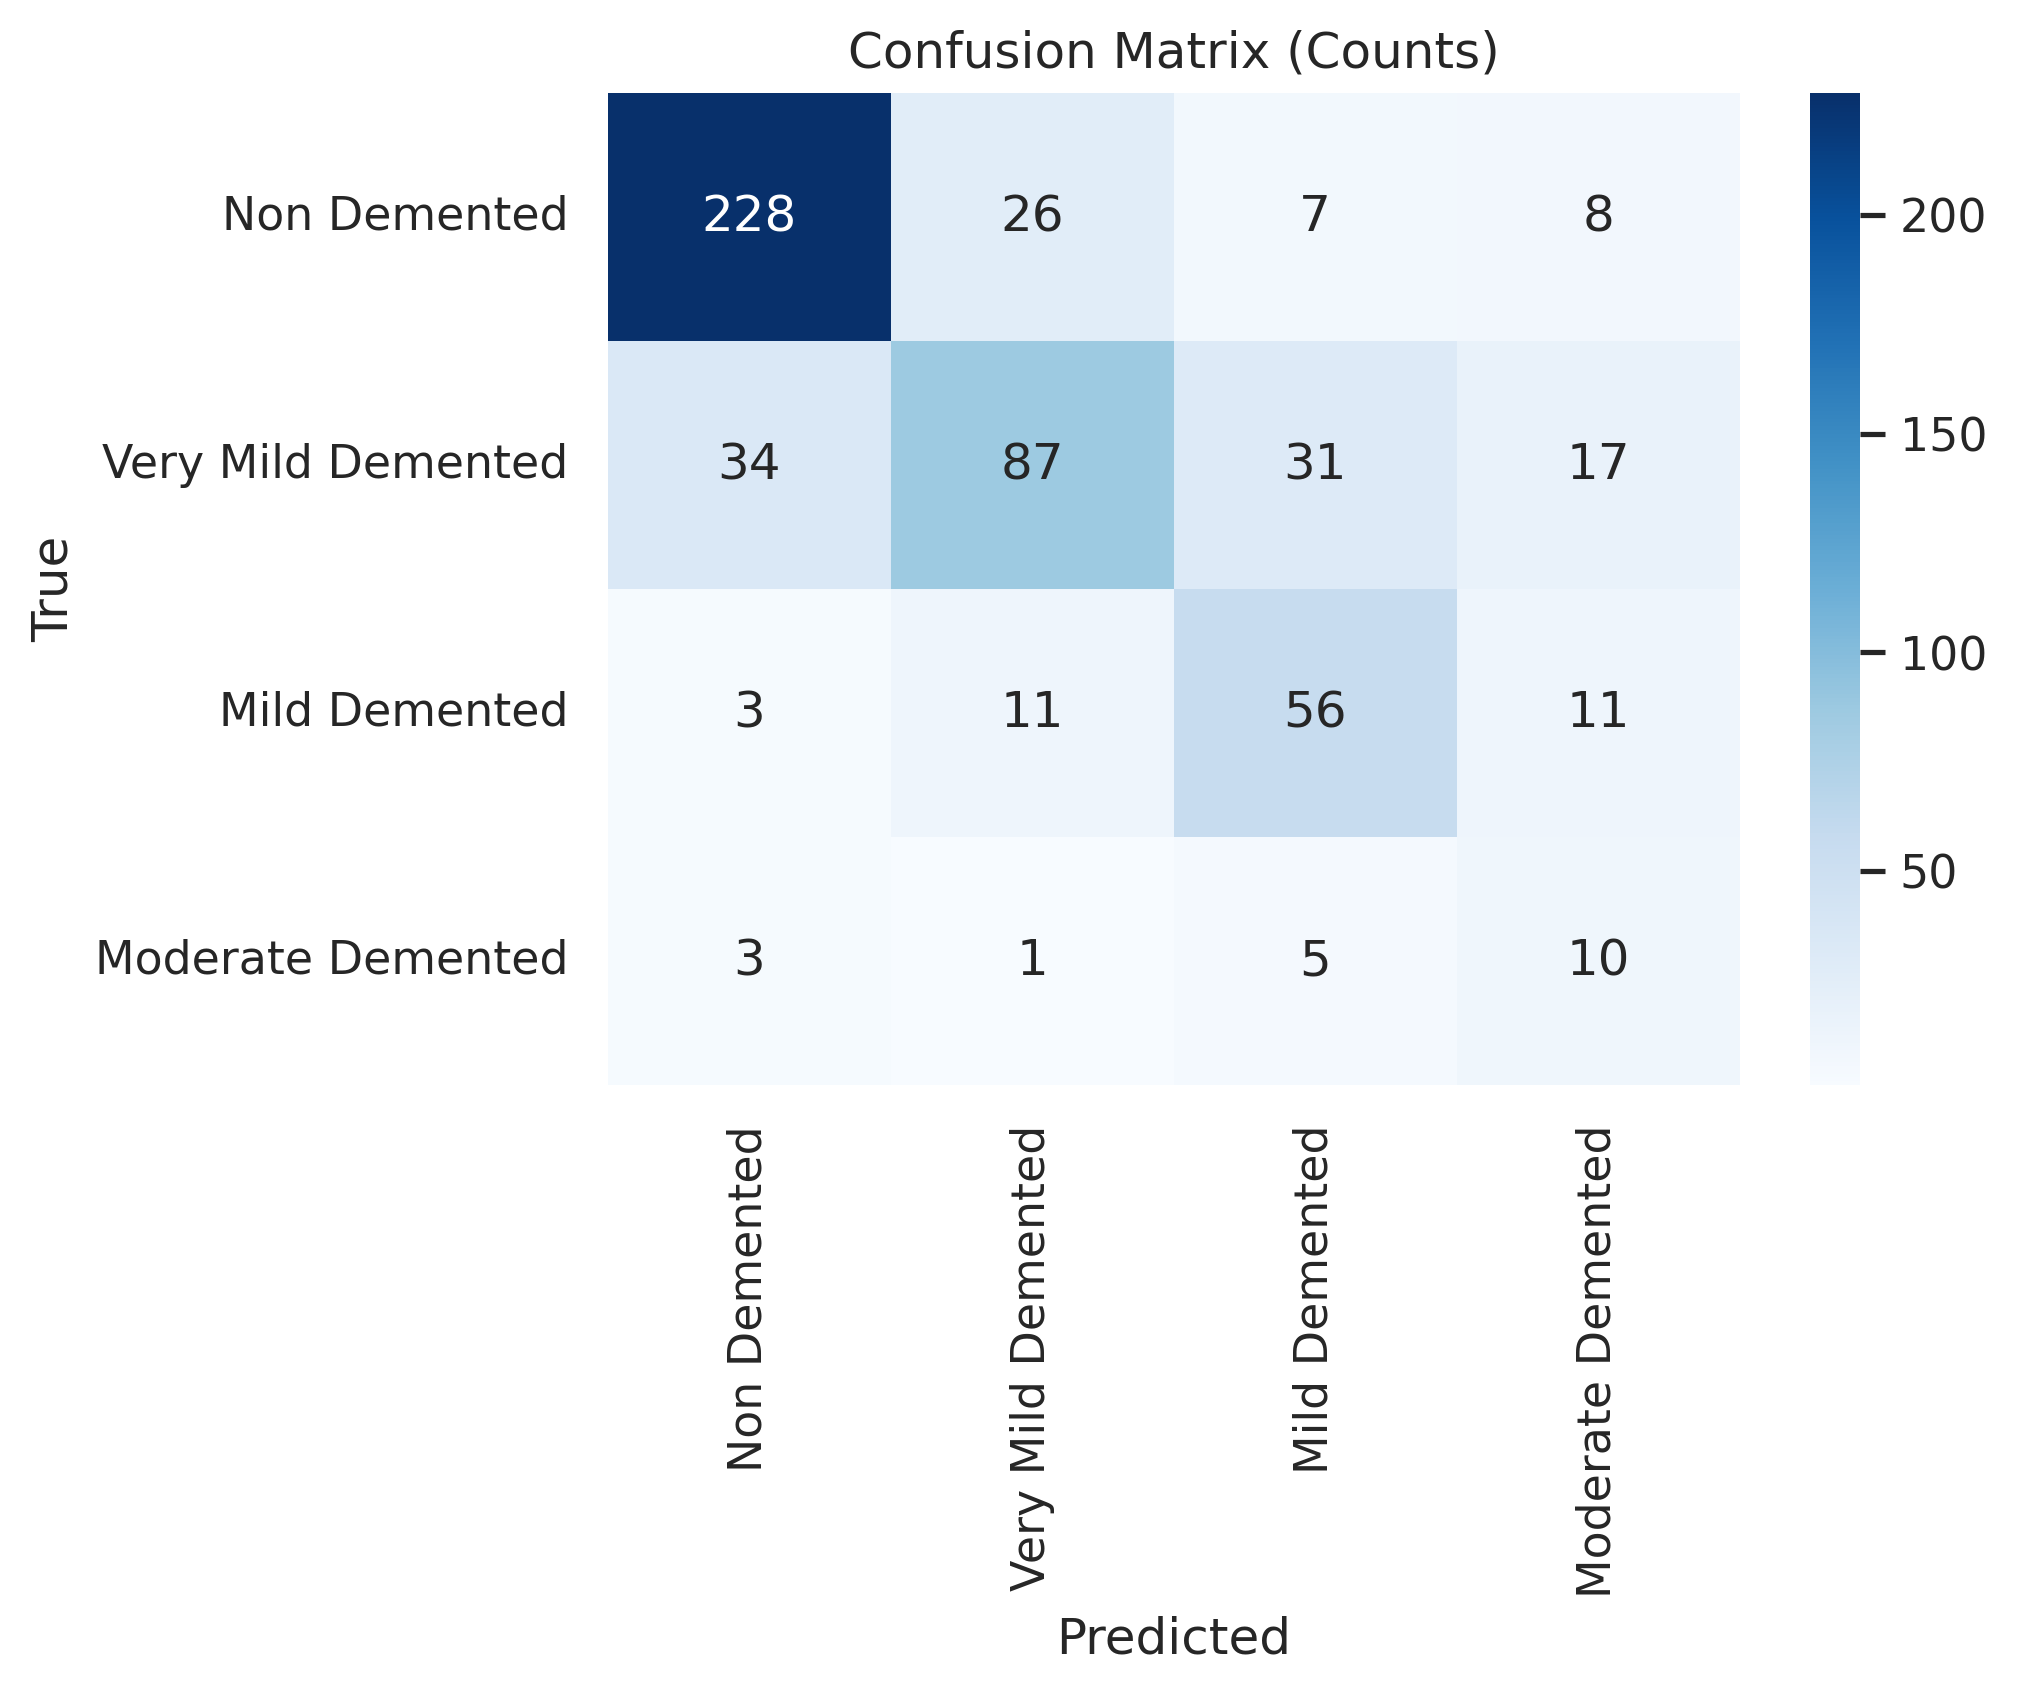 Confusion Matrix (Counts)
Non Demented 228 26 7 8
Very Mild Demented 34 87 31 17
Mild Demented 3 11 56 11
Moderate Demented 3 1 5 10
True
Non Demented
Very Mild Demented
Mild Demented
Moderate Demented
Predicted
200
150
100
50